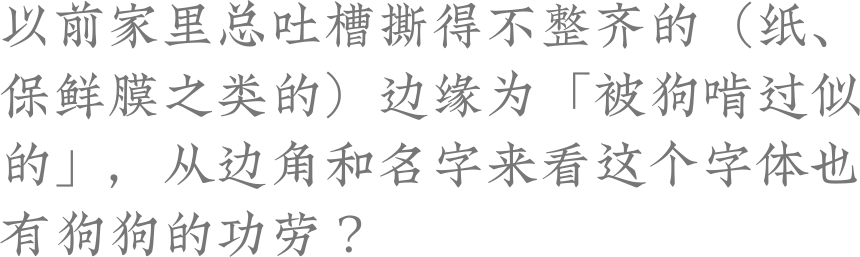 以前家里总吐槽撕得不整齐的（纸、
保鲜膜之类的）边缘为「被狗啃过似
的」，从边角和名字来看这个字体也
有狗狗的功劳？